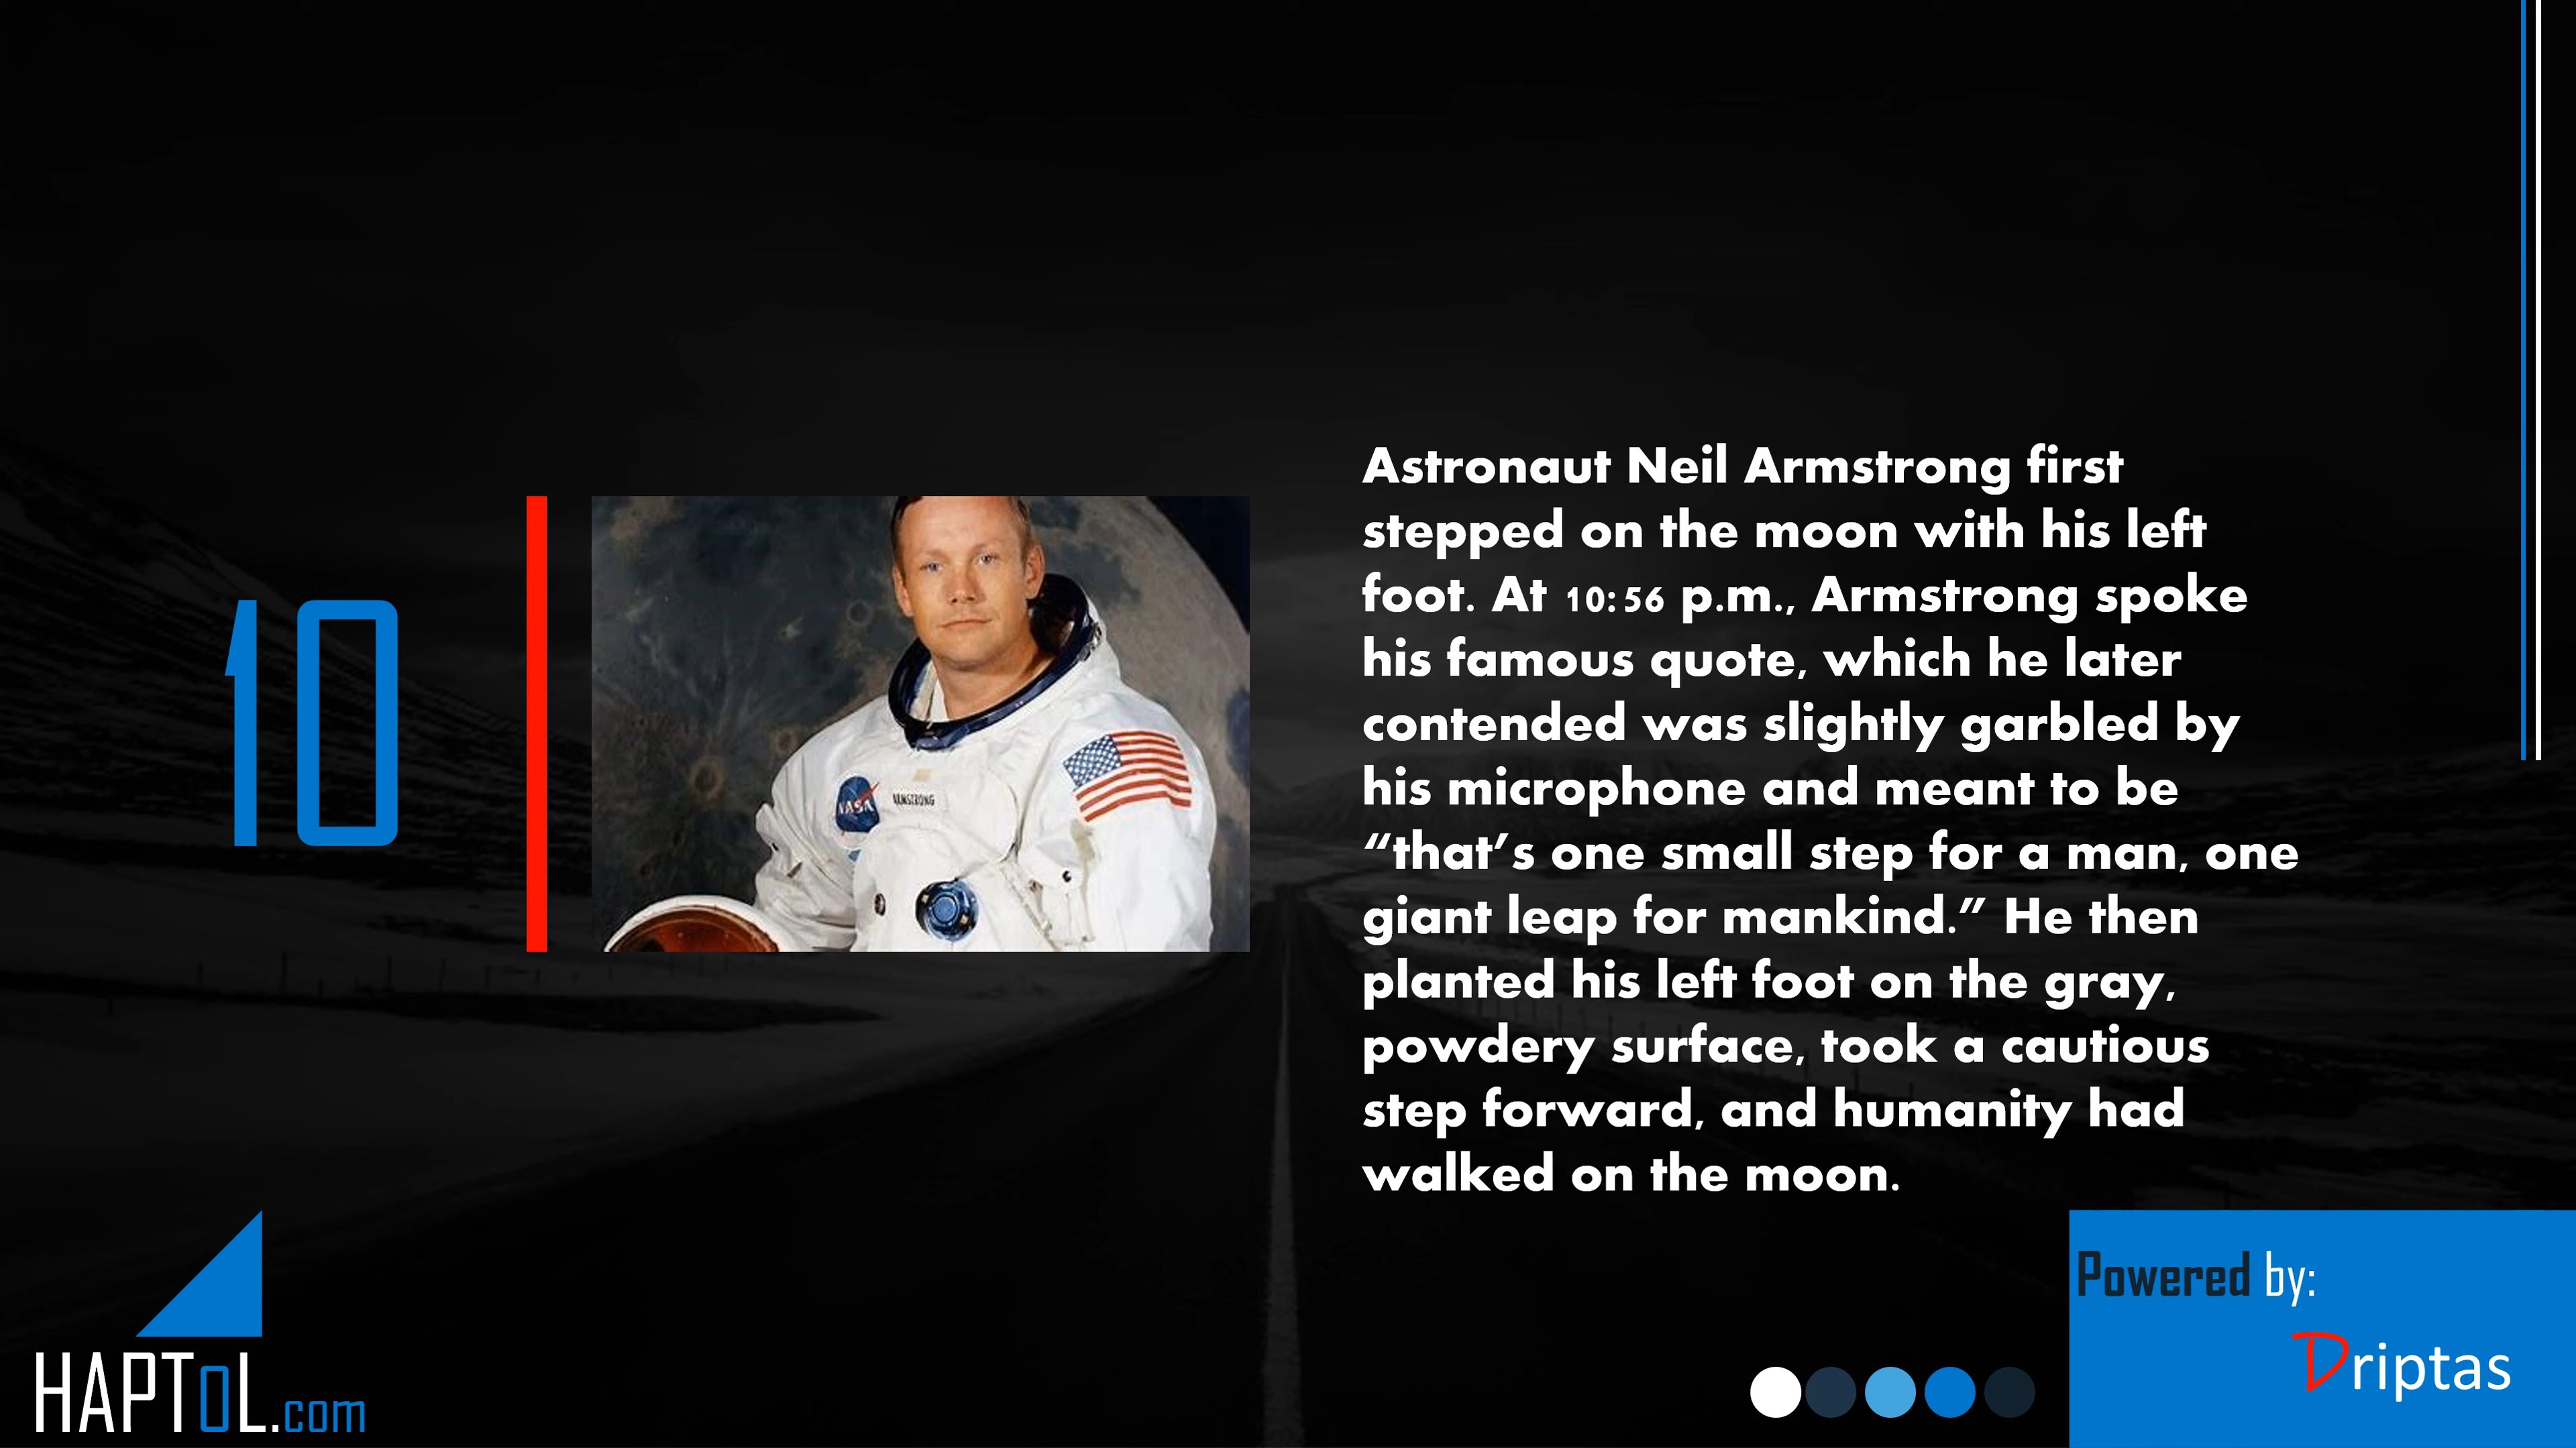 10
NASA
ARMSTRONG
Astronaut Neil Armstrong first
stepped on the moon with his left
foot. At 10:56 p.m., Armstrong spoke
his famous quote, which he later
contended was slightly garbled by
his microphone and meant to be
“that’s one small step for a man, one
giant leap for mankind.” He then
planted his left foot on the gray,
powdery surface, took a cautious
step forward, and humanity had
walked on the moon.
HAPToL.com
Powered by:
Driptas